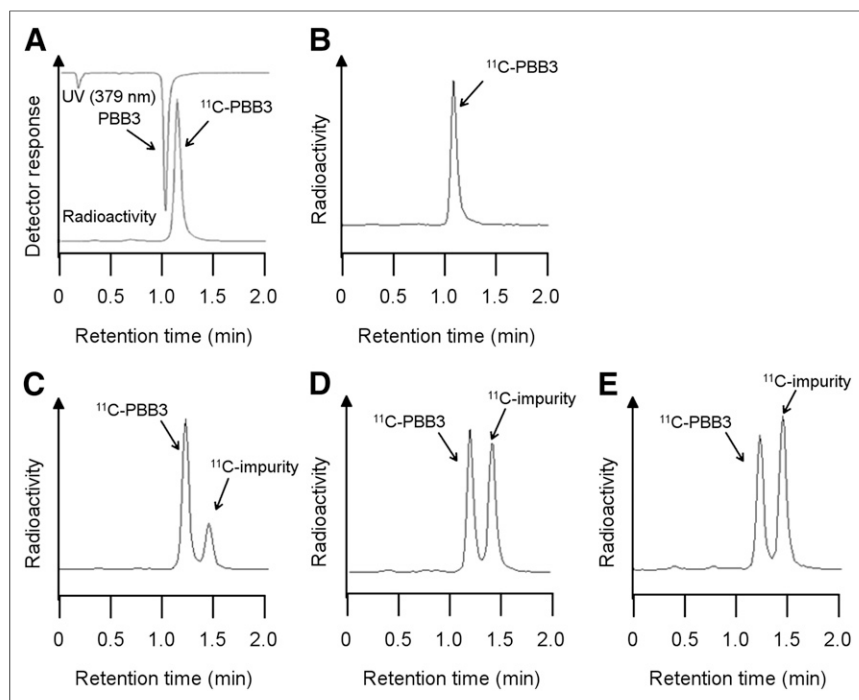 A
UV (379 nm)
PBB3
¹¹C-PBB3
Radioactivity
Detector response
0 0.5 1.0 1.5 2.0
Retention time (min)
B
¹¹C-PBB3
Radioactivity
0 0.5 1.0 1.5 2.0
Retention time (min)
C
¹¹C-PBB3
¹¹C-impurity
Radioactivity
0 0.5 1.0 1.5 2.0
Retention time (min)
D
¹¹C-impurity
¹¹C-PBB3
Radioactivity
0 0.5 1.0 1.5 2.0
Retention time (min)
E
¹¹C-impurity
¹¹C-PBB3
Radioactivity
0 0.5 1.0 1.5 2.0
Retention time (min)